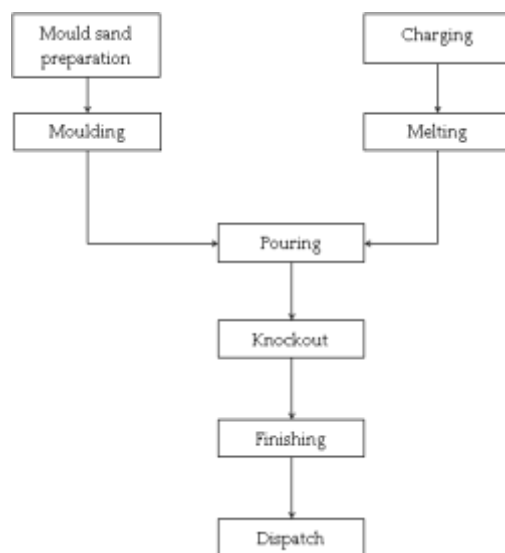 Mould sand
preparation
Charging
Moulding
Melting
Pouring
Knockout
Finishing
Dispatch